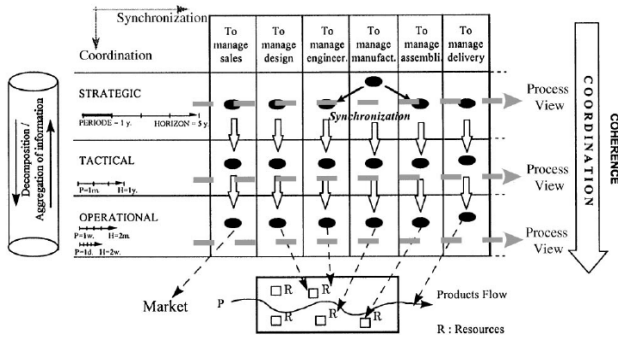 Synchronization
Coordination
To manage sales
To manage design
To manage engineer.
To manage manufact.
To manage assembli.
To manage delivery
STRATEGIC
PERIODE = 1 y.
HORIZON = 5 y.
Synchronization
Process View
TACTICAL
P=1m.
H=1y.
Process View
OPERATIONAL
P=1w. H=2m.
P=1d. H=2w.
Process View
Decomposition /
Aggregation of information
COORDINATION
COHERENCE
Market
P
R
R
R
R
R
Products Flow
R : Resources